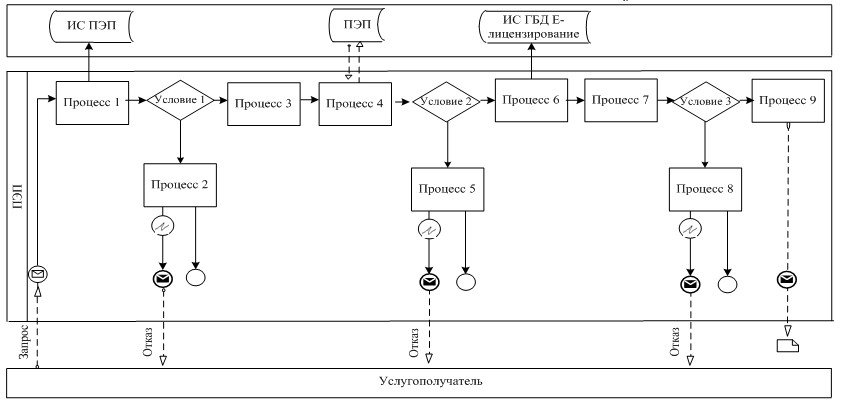 ИС ПЭП
ПЭП
ИС ГБД Е-
лицензирование
Процесс 1
Условие 1
Процесс 3
Процесс 4
Условие 2
Процесс 6
Процесс 7
Условие 3
Процесс 9
Процесс 2
Процесс 5
Процесс 8
ПЭП
Запрос
Отказ
Отказ
Отказ
Услугополучатель